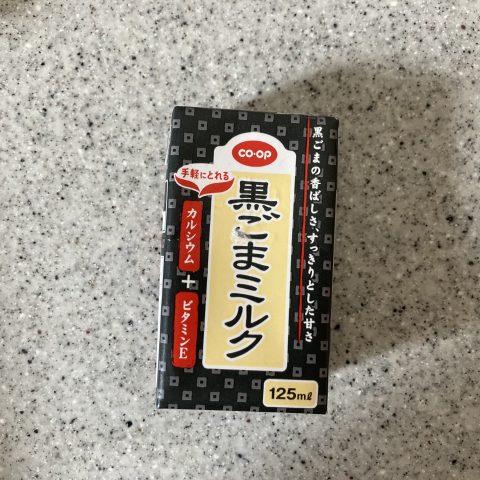 黒ごまの香ばしさ、すっきりとした甘さ
co·op
手軽にとれる
黒ごまミルク
カルシウム
+
ビタミンE
125ml